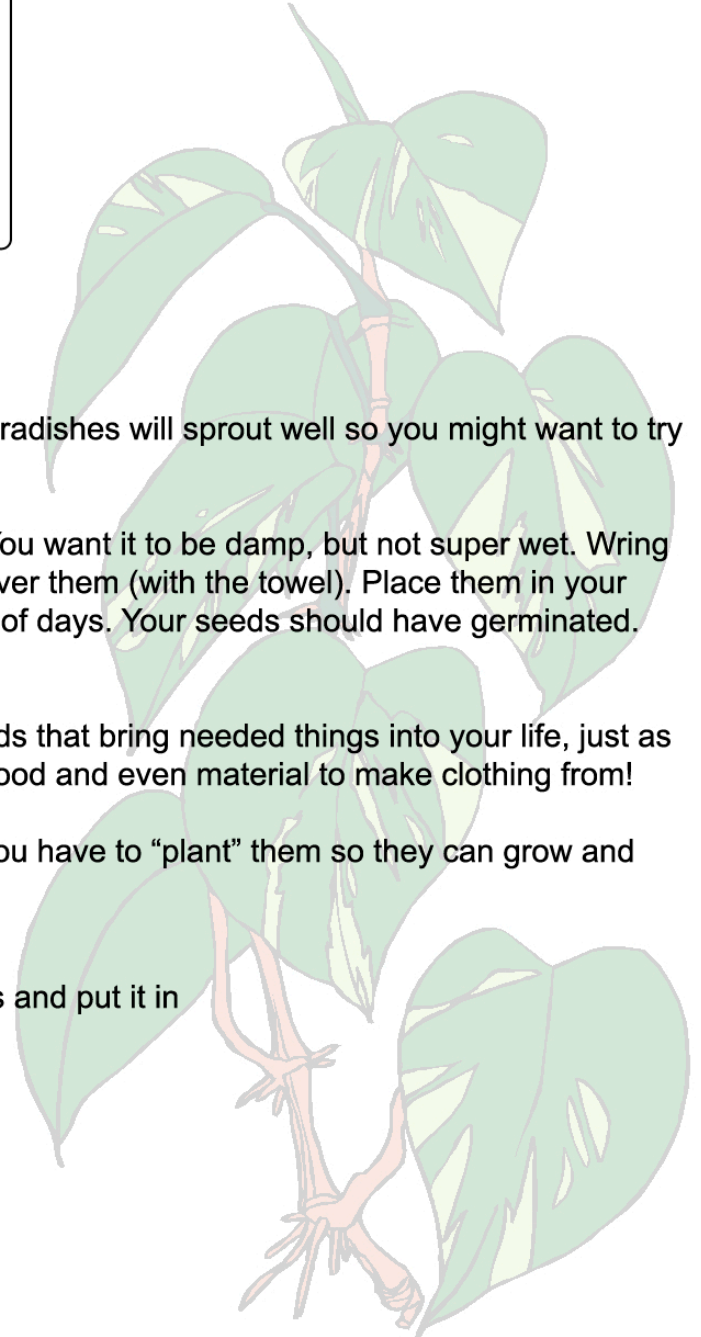 radishes will sprout well so you might want to try
ou want it to be damp, but not super wet. Wring
ver them (with the towel). Place them in your
of days. Your seeds should have germinated.
ds that bring needed things into your life, just as
ood and even material to make clothing from!
ou have to “plant” them so they can grow and
s and put it in